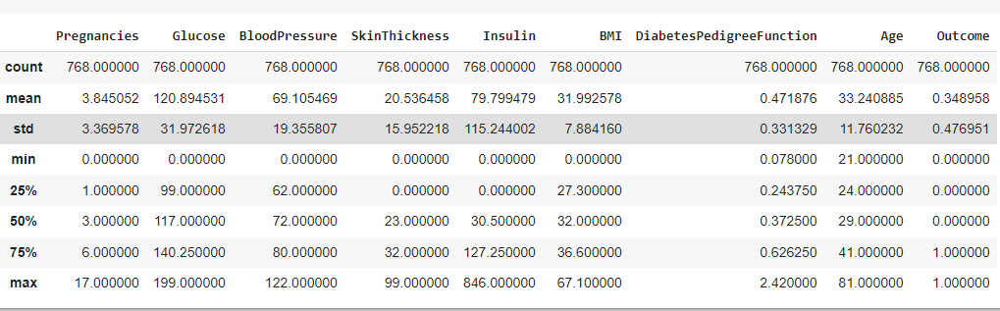 Pregnancies Glucose BloodPressure SkinThickness Insulin BMI DiabetesPedigreeFunction Age Outcome
count 768.000000 768.000000 768.000000 768.000000 768.000000 768.000000 768.000000 768.000000 768.000000
mean 3.845052 120.894531 69.105469 20.536458 79.799479 31.992578 0.471876 33.240885 0.348958
std 3.369578 31.972618 19.355807 15.952218 115.244002 7.884160 0.331329 11.760232 0.476951
min 0.000000 0.000000 0.000000 0.000000 0.000000 0.000000 0.078000 21.000000 0.000000
25% 1.000000 99.000000 62.000000 0.000000 0.000000 27.300000 0.243750 24.000000 0.000000
50% 3.000000 117.000000 72.000000 23.000000 30.500000 32.000000 0.372500 29.000000 0.000000
75% 6.000000 140.250000 80.000000 32.000000 127.250000 36.600000 0.626250 41.000000 1.000000
max 17.000000 199.000000 122.000000 99.000000 846.000000 67.100000 2.420000 81.000000 1.000000